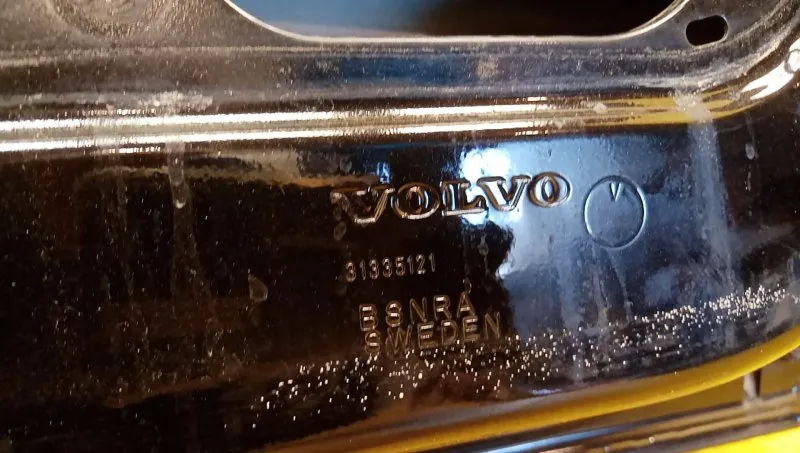 VOLVO
31335121
BSNRA
SWEDEN